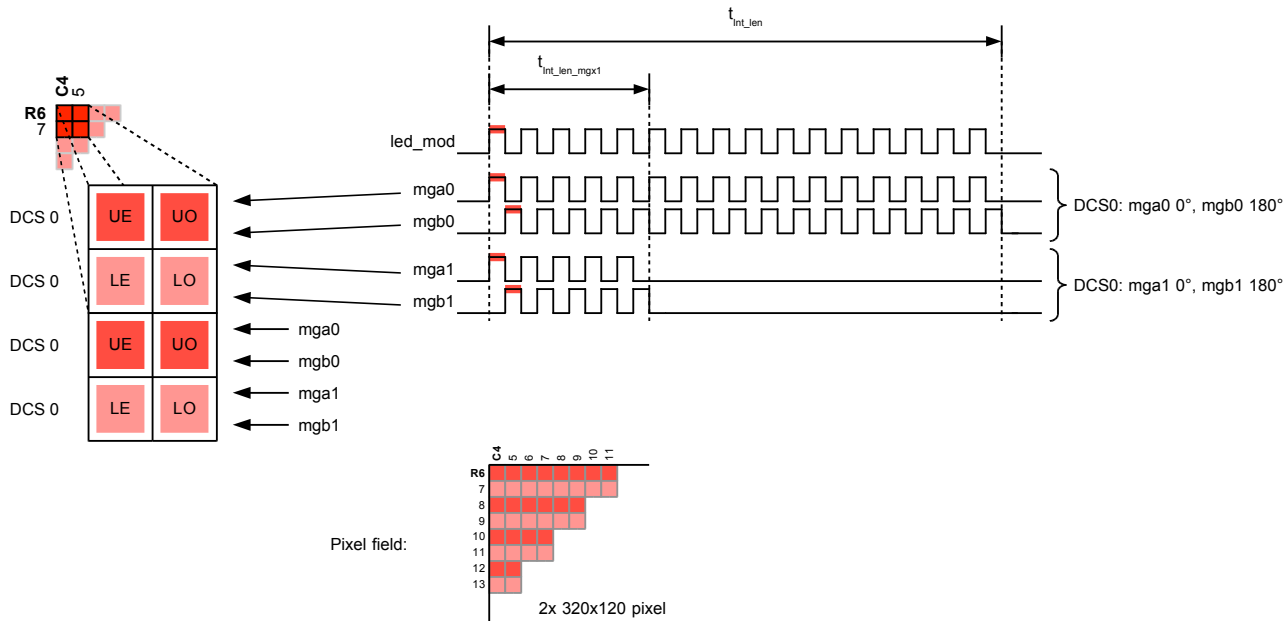 t_Int_len
t_Int_len_mgx1
C4
5
R6
7
led_mod
mga0
mgb0
DCS0: mga0 0°, mgb0 180°
mga1
mgb1
DCS0: mga1 0°, mgb1 180°
DCS 0 UE UO
DCS 0 LE LO
DCS 0 UE UO
mga0
mgb0
DCS 0 LE LO
mga1
mgb1
C4 5 6 7 8 9 10 11
R6
7
8
9
10
11
12
13
Pixel field:
2x 320x120 pixel